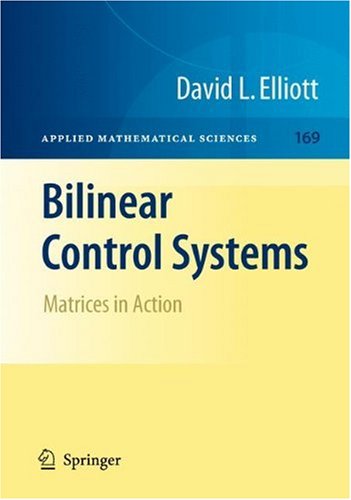 David L. Elliott
APPLIED MATHEMATICAL SCIENCES 169
Bilinear
Control Systems
Matrices in Action
Springer